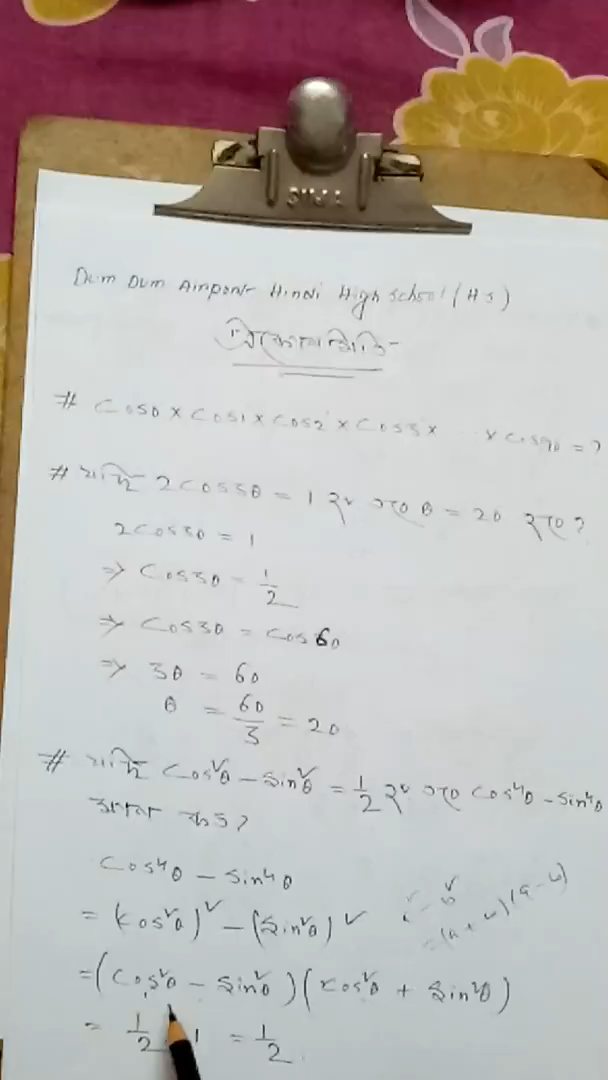 Dum Dum Airport Hindi High School (H S)
ত্রিকোণমিতি
# Cos0 × Cos1 × Cos2 × Cos3 × × Cos90 = ?
# যদি 2Cos3θ = 1 হয় তবে θ = 20 হবে?
2Cos3θ = 1
⇒ Cos3θ = 1/2
⇒ Cos3θ = Cos60
⇒ 3θ = 60
θ = 60/3 = 20
# যদি Cos²θ - Sin²θ = 1/2 হয় তবে Cos⁴θ - Sin⁴θ
মান কত?
Cos⁴θ - Sin⁴θ
= (Cos²θ)² - (Sin²θ)²
= (a+b)(a-b)
= (Cos²θ - Sin²θ)(Cos²θ + Sin²θ)
= 1/2 . 1 = 1/2